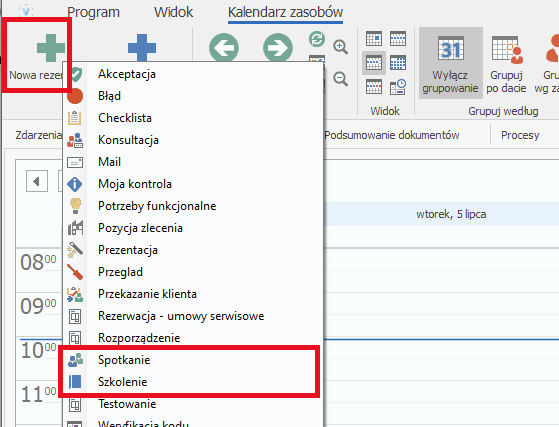 Program Widok Kalendarz zasobów
Nowa rezer
Wyłącz grupowanie
Grupuj po dacie
Gru
wg za
Widok
Grupuj według
Zdarzenia
Podsumowanie dokumentów
Procesy
Akceptacja
Błąd
Checklista
Konsultacja
Mail
Moja kontrola
Potrzeby funkcjonalne
Pozycja zlecenia
Prezentacja
Przeglad
Przekazanie klienta
Rezerwacja - umowy serwisowe
Rozporządzenie
Spotkanie
Szkolenie
Testowanie
Weryfikacja kodu
wtorek, 5 lipca
31
08 00
09 00
10 00
11 00